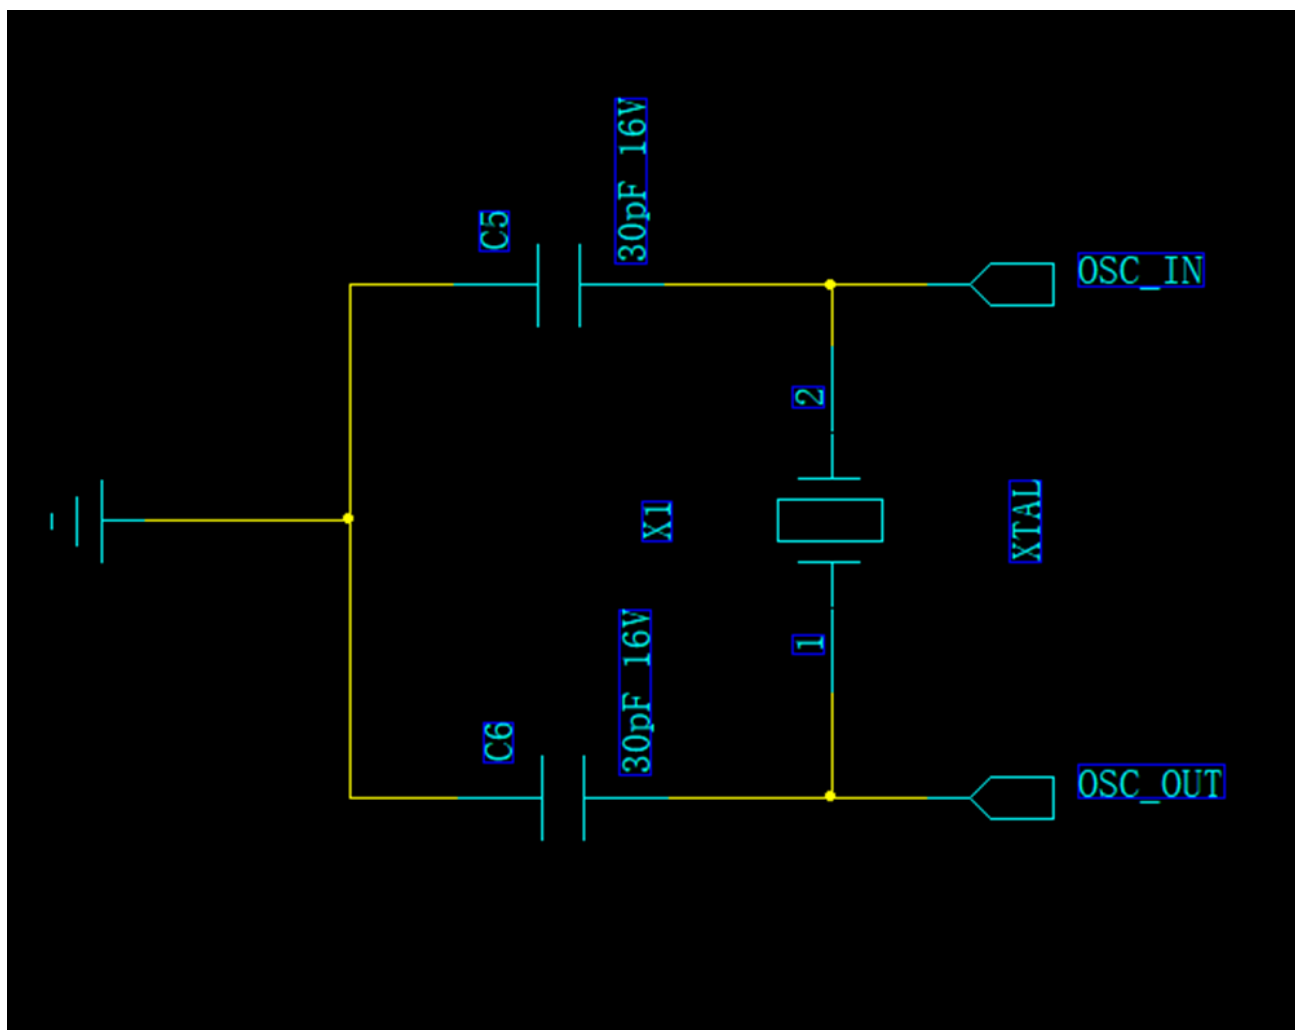 30pF 16V
C5
OSC_IN
2
X1
XTAL
1
30pF 16V
C6
OSC_OUT